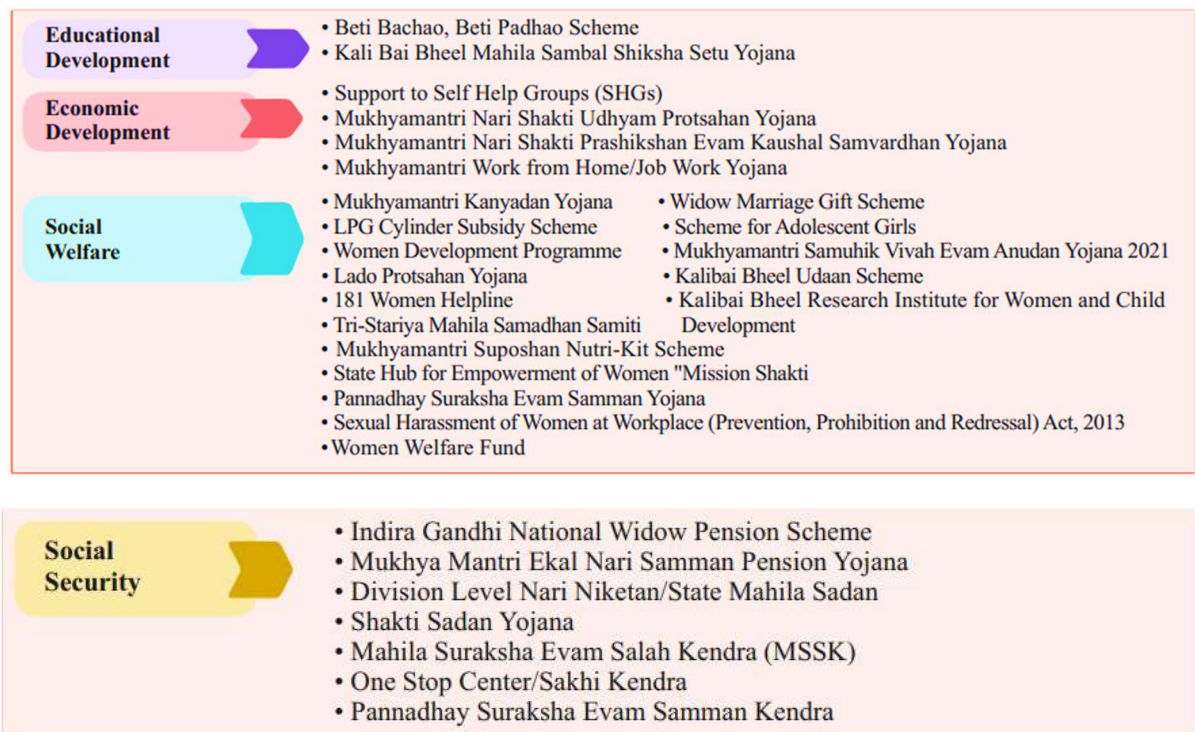 Educational
Development
• Beti Bachao, Beti Padhao Scheme
• Kali Bai Bheel Mahila Sambal Shiksha Setu Yojana
Economic
Development
• Support to Self Help Groups (SHGs)
• Mukhyamantri Nari Shakti Udhyam Protsahan Yojana
• Mukhyamantri Nari Shakti Prashikshan Evam Kaushal Samvardhan Yojana
• Mukhyamantri Work from Home/Job Work Yojana
Social
Welfare
• Mukhyamantri Kanyadan Yojana
• LPG Cylinder Subsidy Scheme
• Women Development Programme
• Lado Protsahan Yojana
• 181 Women Helpline
• Tri-Stariya Mahila Samadhan Samiti
• Widow Marriage Gift Scheme
• Scheme for Adolescent Girls
• Mukhyamantri Samuhik Vivah Evam Anudan Yojana 2021
• Kalibai Bheel Udaan Scheme
• Kalibai Bheel Research Institute for Women and Child
Development
• Mukhyamantri Suposhan Nutri-Kit Scheme
• State Hub for Empowerment of Women "Mission Shakti
• Pannadhay Suraksha Evam Samman Yojana
• Sexual Harassment of Women at Workplace (Prevention, Prohibition and Redressal) Act, 2013
• Women Welfare Fund
Social
Security
• Indira Gandhi National Widow Pension Scheme
• Mukhya Mantri Ekal Nari Samman Pension Yojana
• Division Level Nari Niketan/State Mahila Sadan
• Shakti Sadan Yojana
• Mahila Suraksha Evam Salah Kendra (MSSK)
• One Stop Center/Sakhi Kendra
• Pannadhay Suraksha Evam Samman Kendra